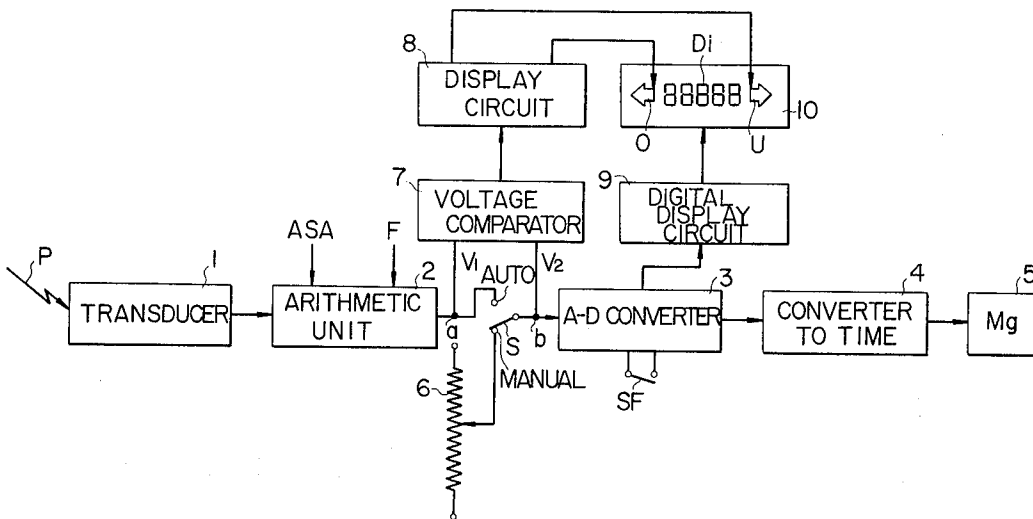 8
DISPLAY
CIRCUIT
Di
88888
10
O
U
7
VOLTAGE
COMPARATOR
9
DIGITAL
DISPLAY
CIRCUIT
P
ASA
F
V1
AUTO
V2
1
TRANSDUCER
2
ARITHMETIC
UNIT
a
S
b
MANUAL
3
A-D CONVERTER
SF
4
CONVERTER
TO TIME
5
Mg
6